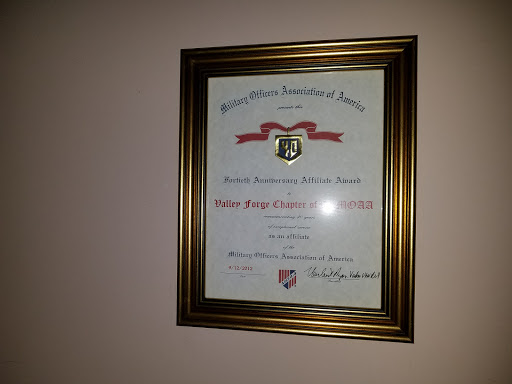 Military Officers Association of America
presents this
40
Fortieth Anniversary Affiliate Award
to
Valley Forge Chapter of MOAA
commemorating 40 years
of exceptional service
as an affiliate
of the
Military Officers Association of America